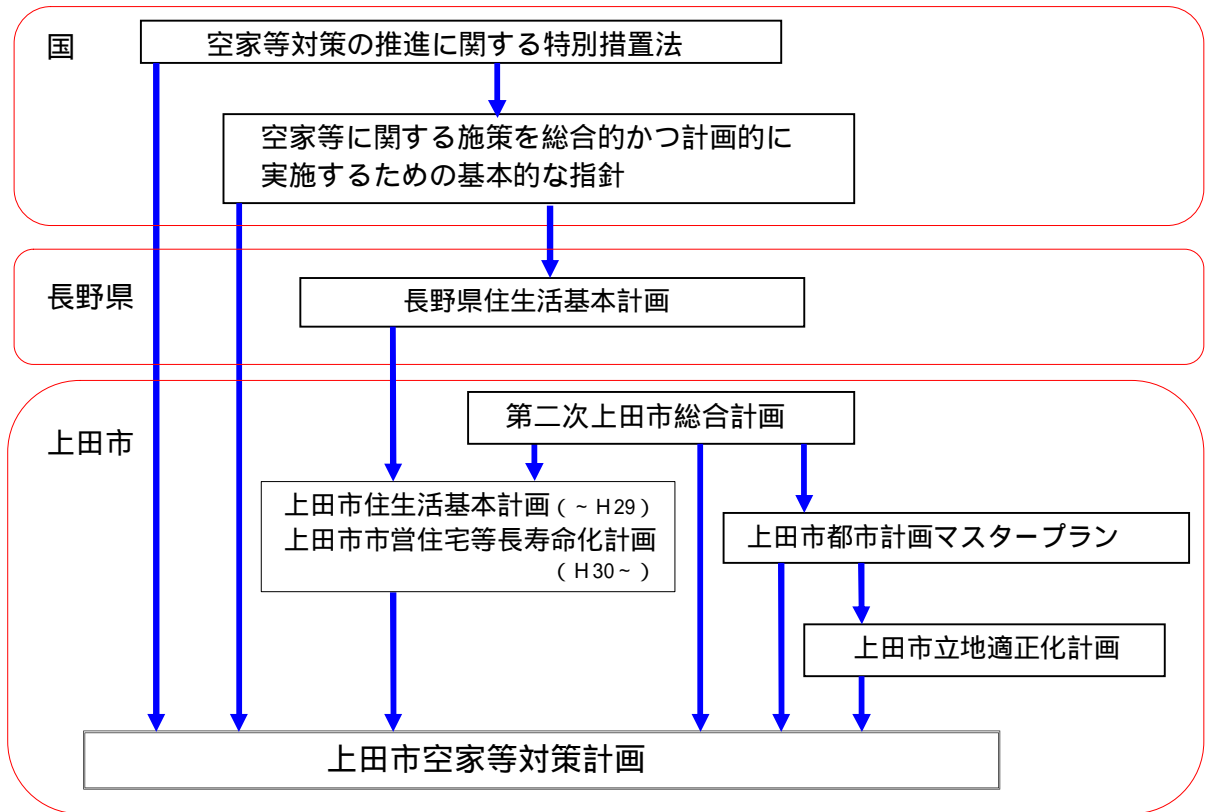 国
空家等対策の推進に関する特別措置法
空家等に関する施策を総合的かつ計画的に
実施するための基本的な指針
長野県
長野県住生活基本計画
上田市
第二次上田市総合計画
上田市住生活基本計画(~H29)
上田市市営住宅等長寿命化計画
(H30~)
上田市都市計画マスタープラン
上田市立地適正化計画
上田市空家等対策計画